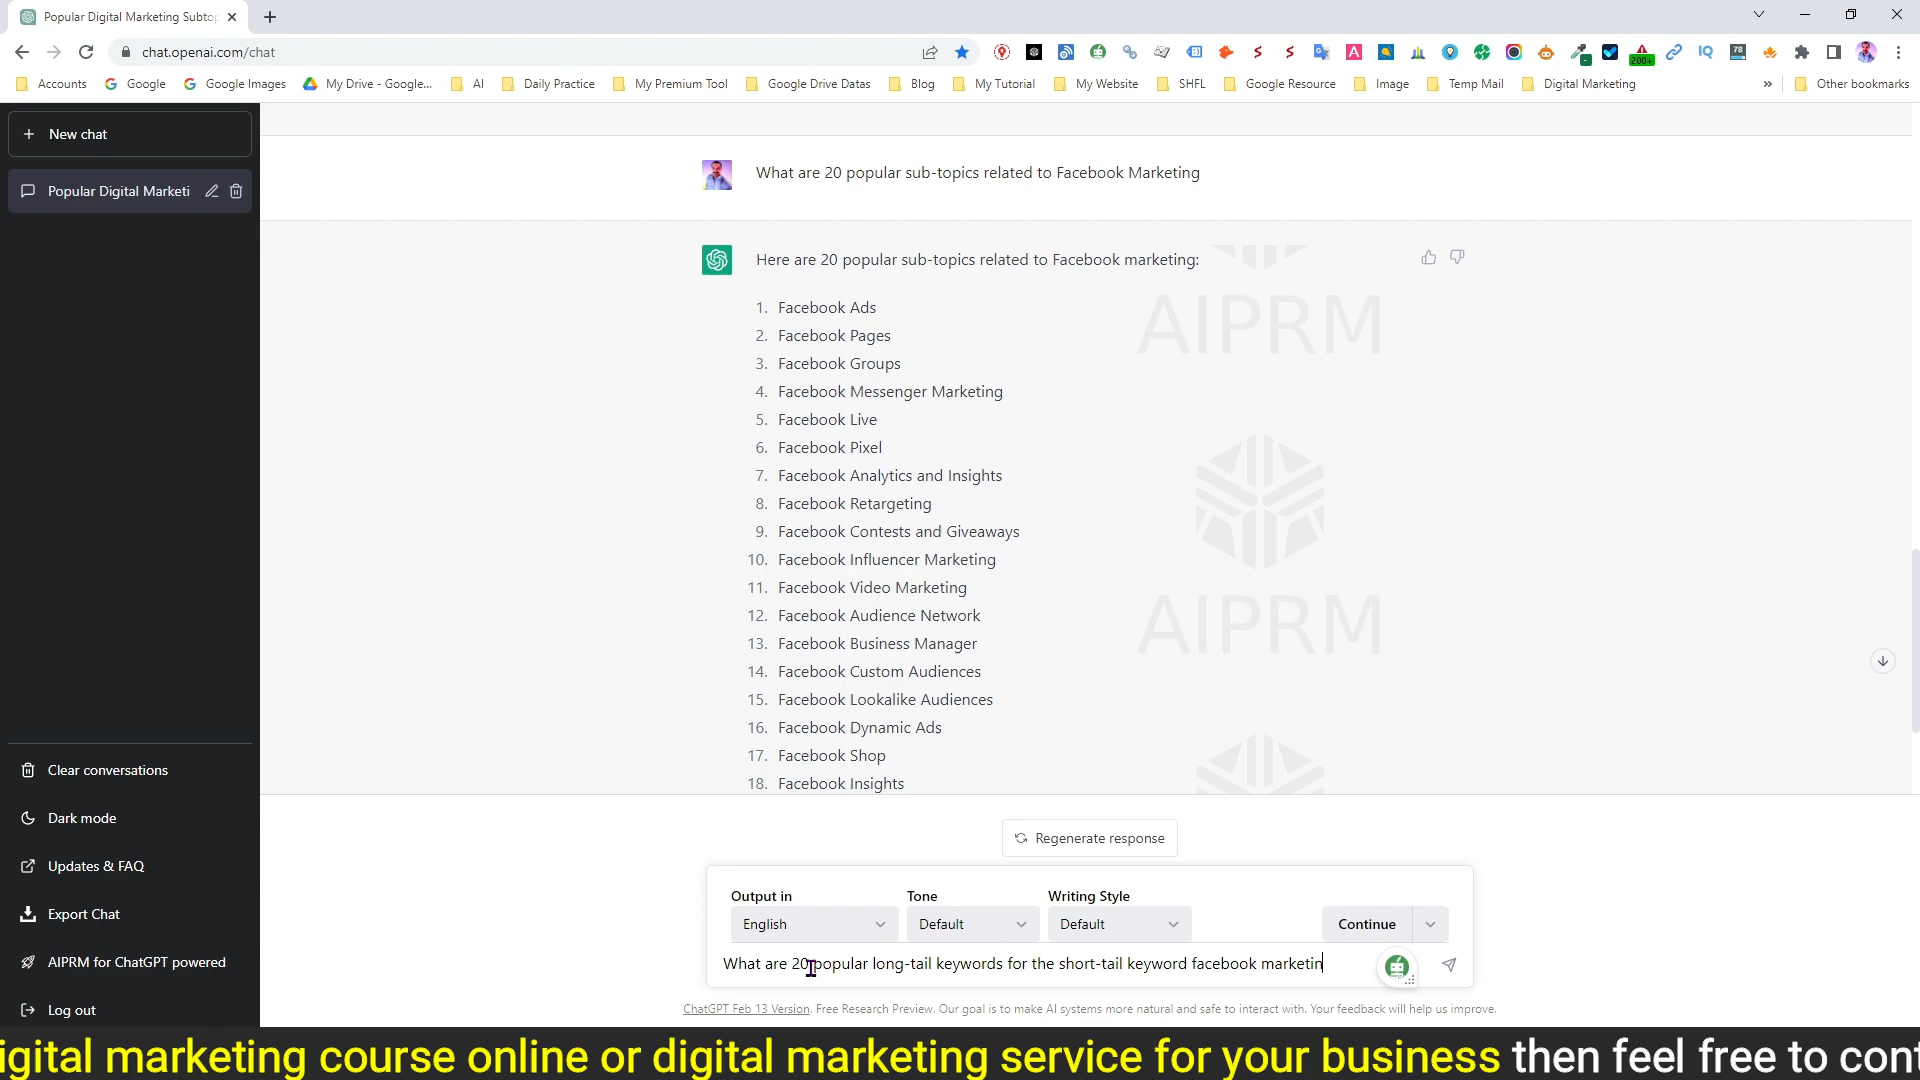 Popular Digital Marketing Subto
chat.openai.com/chat
Accounts
Google
Google Images
My Drive - Google...
AI
Daily Practice
My Premium Tool
Google Drive Datas
Blog
My Tutorial
My Website
SHFL
Google Resource
Image
Temp Mail
Digital Marketing
»
Other bookmarks
200+
78
+ New chat
Popular Digital Marketi
What are 20 popular sub-topics related to Facebook Marketing
Here are 20 popular sub-topics related to Facebook marketing:
1. Facebook Ads
2. Facebook Pages
3. Facebook Groups
4. Facebook Messenger Marketing
5. Facebook Live
6. Facebook Pixel
7. Facebook Analytics and Insights
8. Facebook Retargeting
9. Facebook Contests and Giveaways
10. Facebook Influencer Marketing
11. Facebook Video Marketing
12. Facebook Audience Network
13. Facebook Business Manager
14. Facebook Custom Audiences
15. Facebook Lookalike Audiences
16. Facebook Dynamic Ads
17. Facebook Shop
18. Facebook Insights
AIPRM
AIPRM
Clear conversations
Dark mode
Updates & FAQ
Export Chat
AIPRM for ChatGPT powered
Log out
Regenerate response
Output in
Tone
Writing Style
English
Default
Default
Continue
What are 20 popular long-tail keywords for the short-tail keyword facebook marketin
ChatGPT Feb 13 Version. Free Research Preview. Our goal is to make AI systems more natural and safe to interact with. Your feedback will help us improve.
igital marketing course online or digital marketing service for your business then feel free to cont